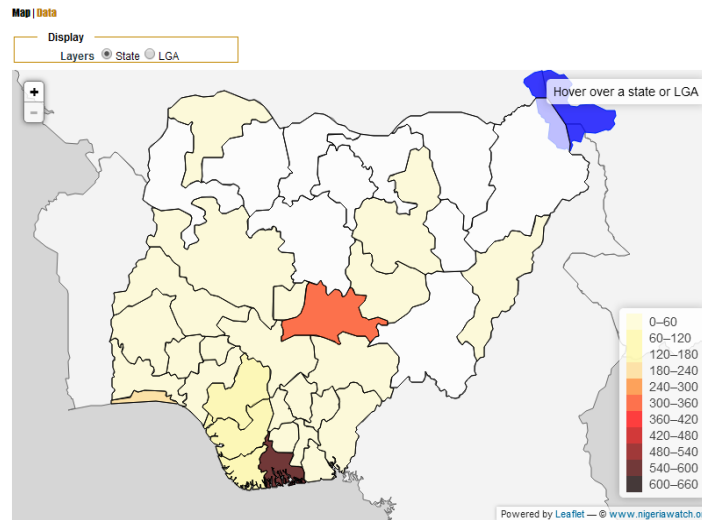 Map | Data
Display
Layers State LGA
+
Hover over a state or LGA
−
0–60
60–120
120–180
180–240
240–300
300–360
360–420
420–480
480–540
540–600
600–660
Powered by Leaflet — © www.nigeriawatch.o